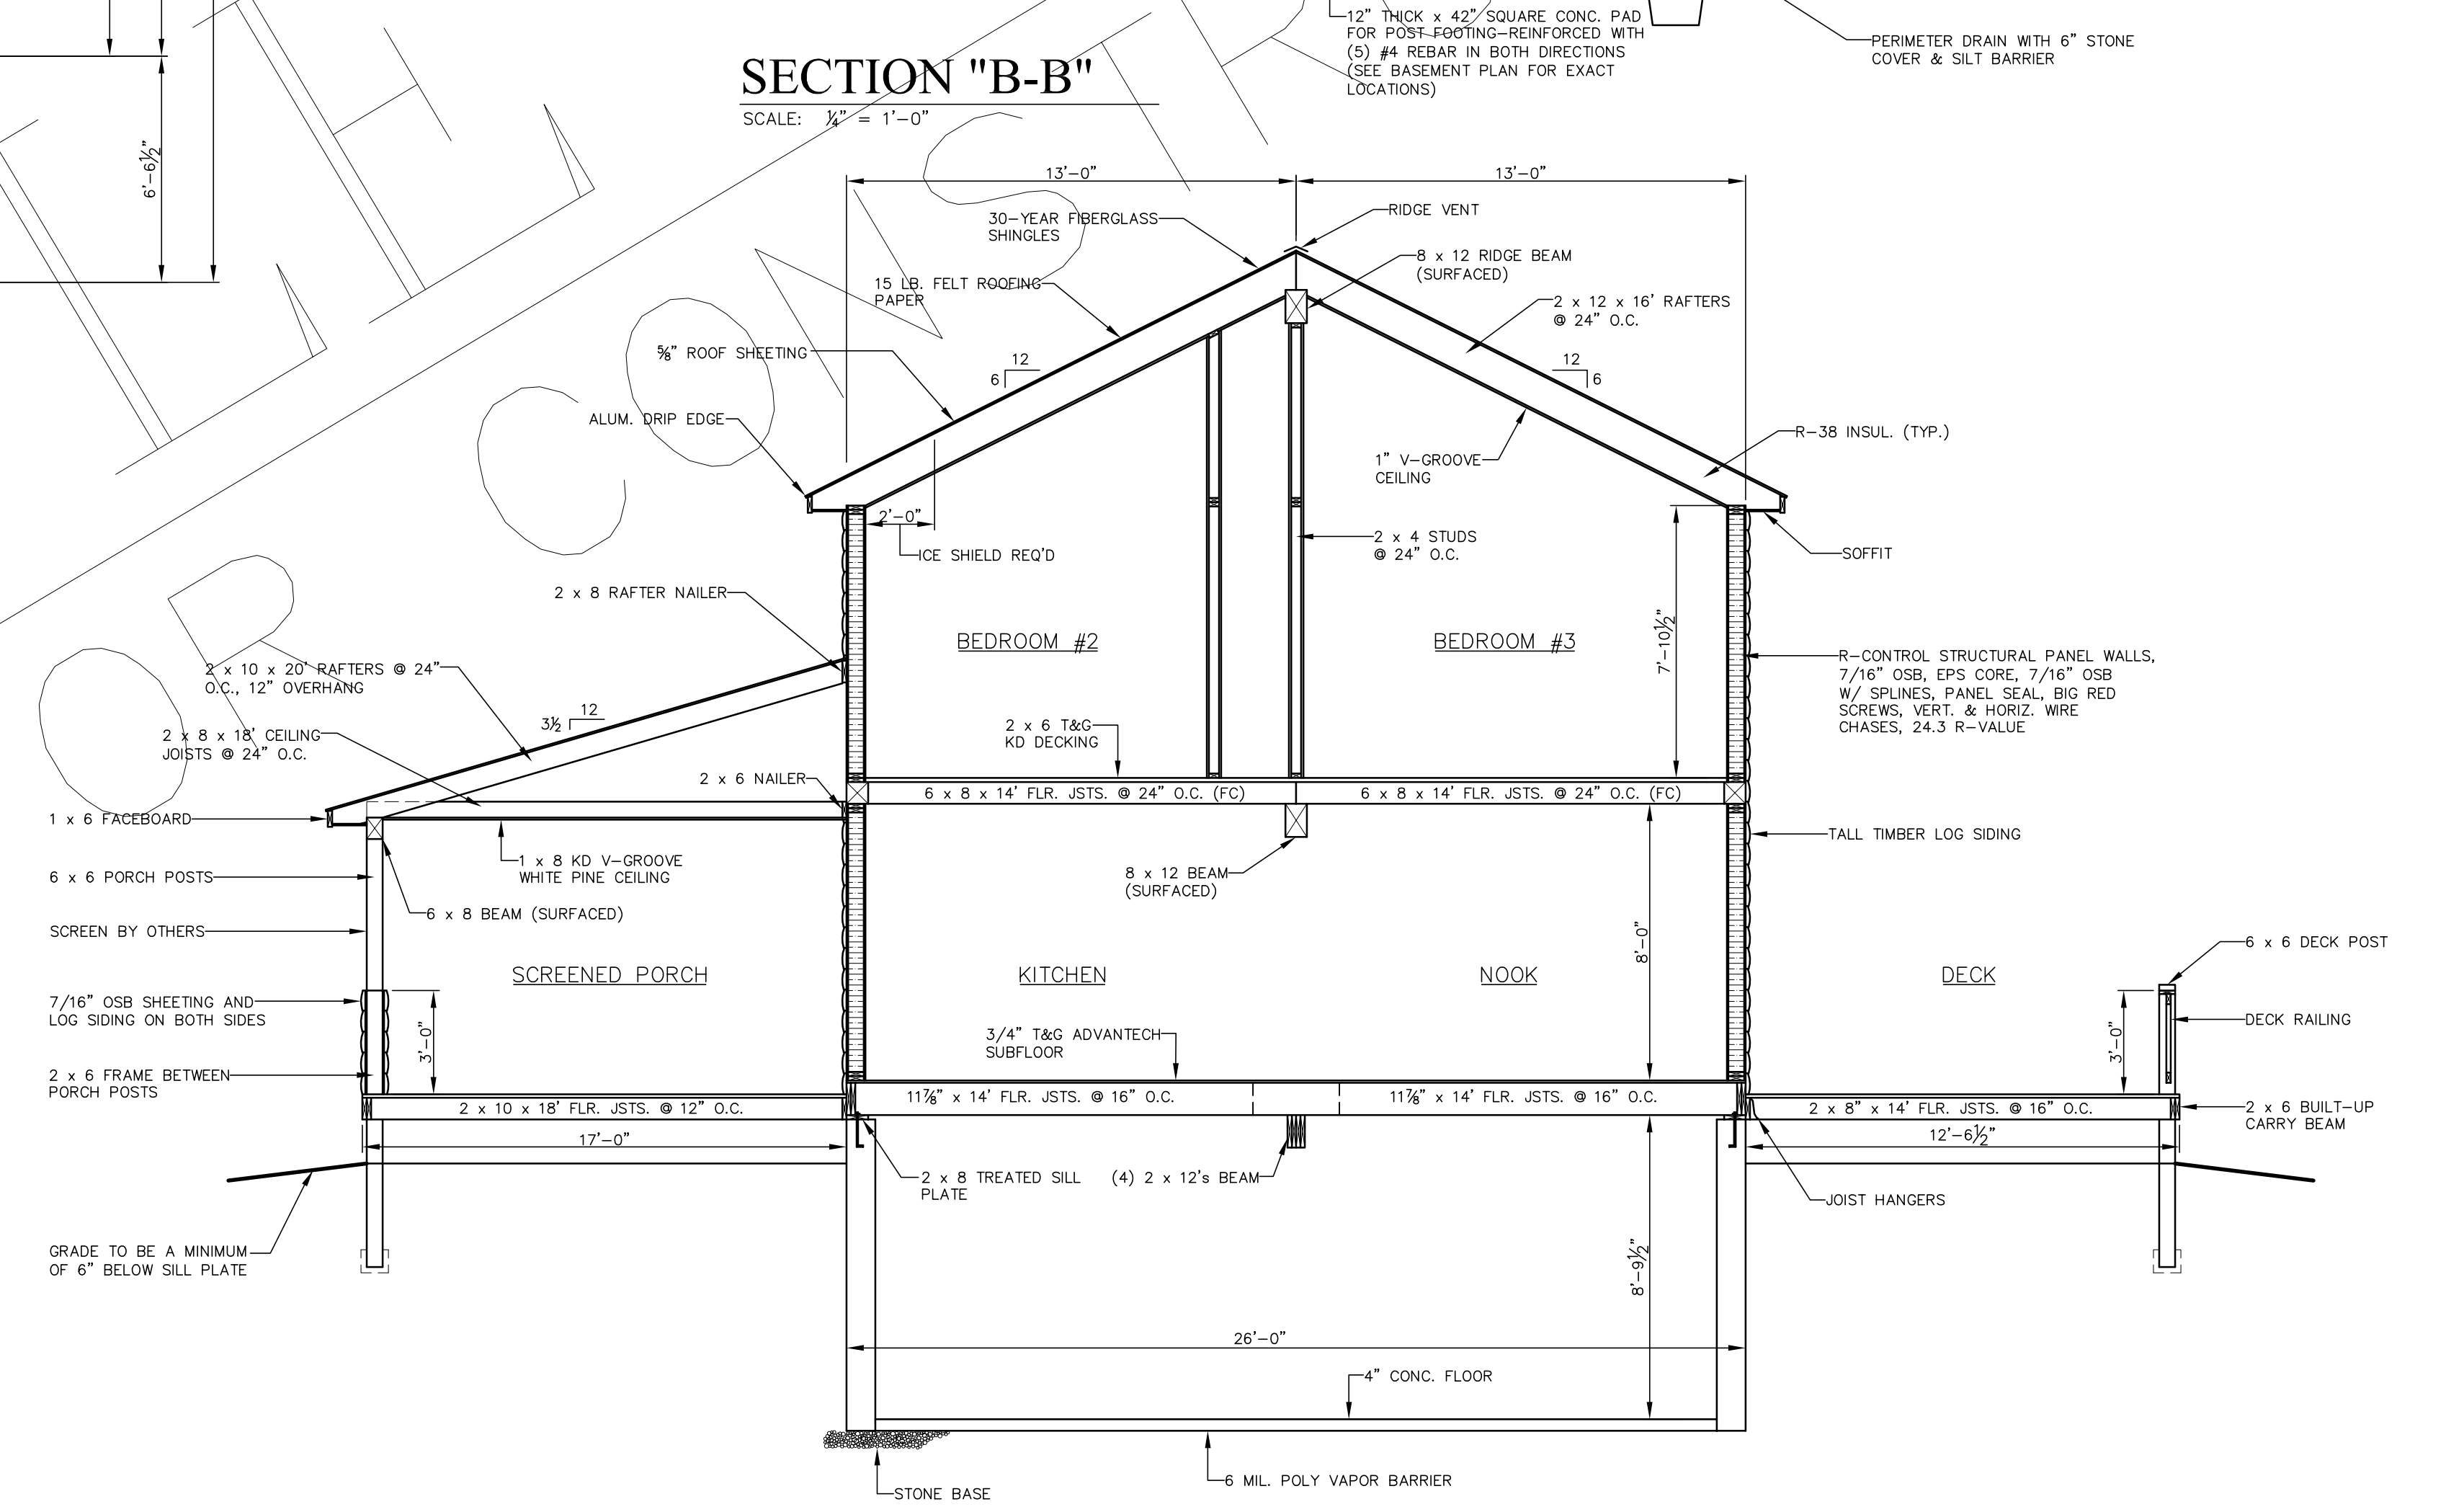 12" THICK x 42" SQUARE CONC. PAD
FOR POST FOOTING-REINFORCED WITH
(5) #4 REBAR IN BOTH DIRECTIONS
(SEE BASEMENT PLAN FOR EXACT
LOCATIONS)
PERIMETER DRAIN WITH 6" STONE
COVER & SILT BARRIER
SECTION "B-B"
SCALE: ¼" = 1'-0"
6'-6½"
13'-0"
13'-0"
30-YEAR FIBERGLASS
SHINGLES
RIDGE VENT
8 x 12 RIDGE BEAM
(SURFACED)
15 LB. FELT ROOFING
PAPER
2 x 12 x 16' RAFTERS
@ 24" O.C.
⅝" ROOF SHEETING
12
6
12
6
ALUM. DRIP EDGE
R-38 INSUL. (TYP.)
1" V-GROOVE
CEILING
2'-0"
ICE SHIELD REQ'D
2 x 4 STUDS
@ 24" O.C.
SOFFIT
2 x 8 RAFTER NAILER
BEDROOM #2
BEDROOM #3
7'-10½"
R-CONTROL STRUCTURAL PANEL WALLS,
7/16" OSB, EPS CORE, 7/16" OSB
W/ SPLINES, PANEL SEAL, BIG RED
SCREWS, VERT. & HORIZ. WIRE
CHASES, 24.3 R-VALUE
2 x 10 x 20' RAFTERS @ 24"
O.C., 12" OVERHANG
12
3½
2 x 8 x 18' CEILING
JOISTS @ 24" O.C.
2 x 6 T&G
KD DECKING
2 x 6 NAILER
6 x 8 x 14' FLR. JSTS. @ 24" O.C. (FC)
6 x 8 x 14' FLR. JSTS. @ 24" O.C. (FC)
1 x 6 FACEBOARD
TALL TIMBER LOG SIDING
1 x 8 KD V-GROOVE
WHITE PINE CEILING
8 x 12 BEAM
(SURFACED)
6 x 6 PORCH POSTS
6 x 8 BEAM (SURFACED)
SCREEN BY OTHERS
8'-0"
6 x 6 DECK POST
SCREENED PORCH
KITCHEN
NOOK
DECK
7/16" OSB SHEETING AND
LOG SIDING ON BOTH SIDES
3'-0"
3/4" T&G ADVANTECH
SUBFLOOR
3'-0"
DECK RAILING
2 x 6 FRAME BETWEEN
PORCH POSTS
2 x 10 x 18' FLR. JSTS. @ 12" O.C.
11⅞" x 14' FLR. JSTS. @ 16" O.C.
11⅞" x 14' FLR. JSTS. @ 16" O.C.
2 x 8" x 14' FLR. JSTS. @ 16" O.C.
2 x 6 BUILT-UP
CARRY BEAM
17'-0"
12'-6½"
2 x 8 TREATED SILL
PLATE
(4) 2 x 12's BEAM
JOIST HANGERS
GRADE TO BE A MINIMUM
OF 6" BELOW SILL PLATE
8'-9½"
26'-0"
4" CONC. FLOOR
6 MIL. POLY VAPOR BARRIER
STONE BASE